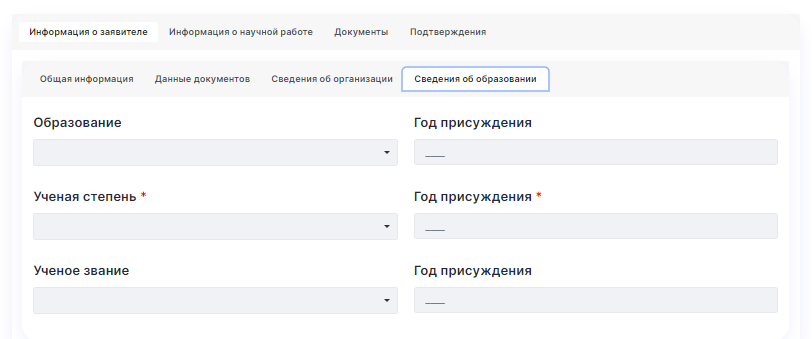 Информация о заявителе Информация о научной работе Документы Подтверждения
Общая информация Данные документов Сведения об организации Сведения об образовании
Образование Год присуждения
____
Ученая степень * Год присуждения *
____
Ученое звание Год присуждения
____